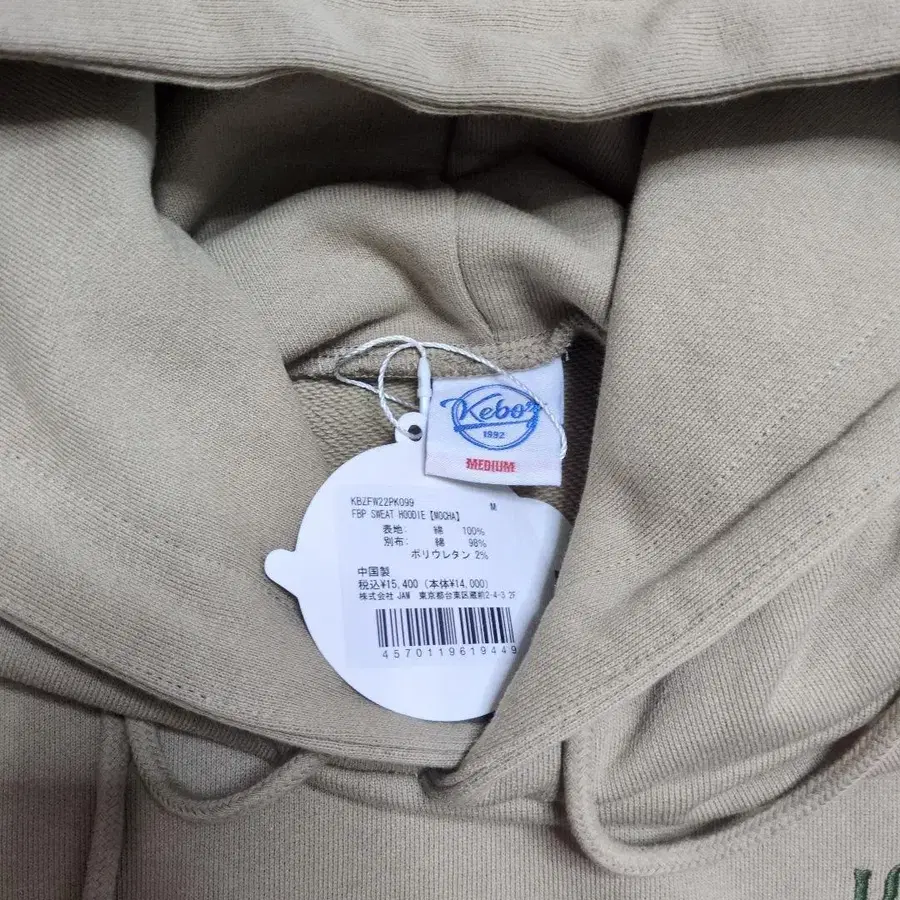 Keboz
1992
MEDIUM
KBZFW22PK099 M
FBP SWEAT HOODIE【MOCHA】
表地: 綿 100%
別布: 綿 98%
ポリウレタン 2%
中国製
税込¥15,400 (本体¥14,000)
株式会社 JAM 東京都台東区蔵前2-4-3 2F
4570119619449